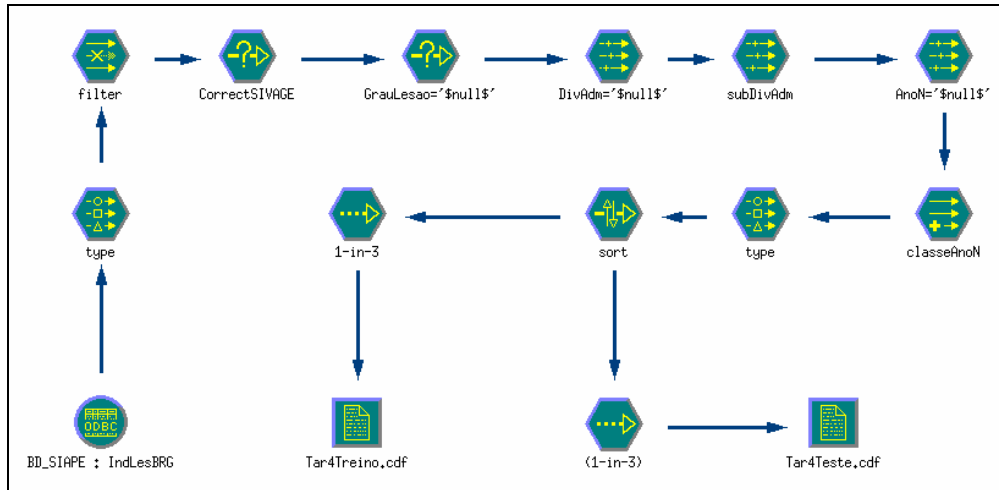 filter
CorrectSIVAGE
GrauLesao='$null$'
DivAdm='$null$'
subDivAdm
AnoN='$null$'
type
1-in-3
sort
type
classeAnoN
ODBC
BD_SIAPE : IndLesBRG
Tar4Treino.cdf
(1-in-3)
Tar4Teste.cdf